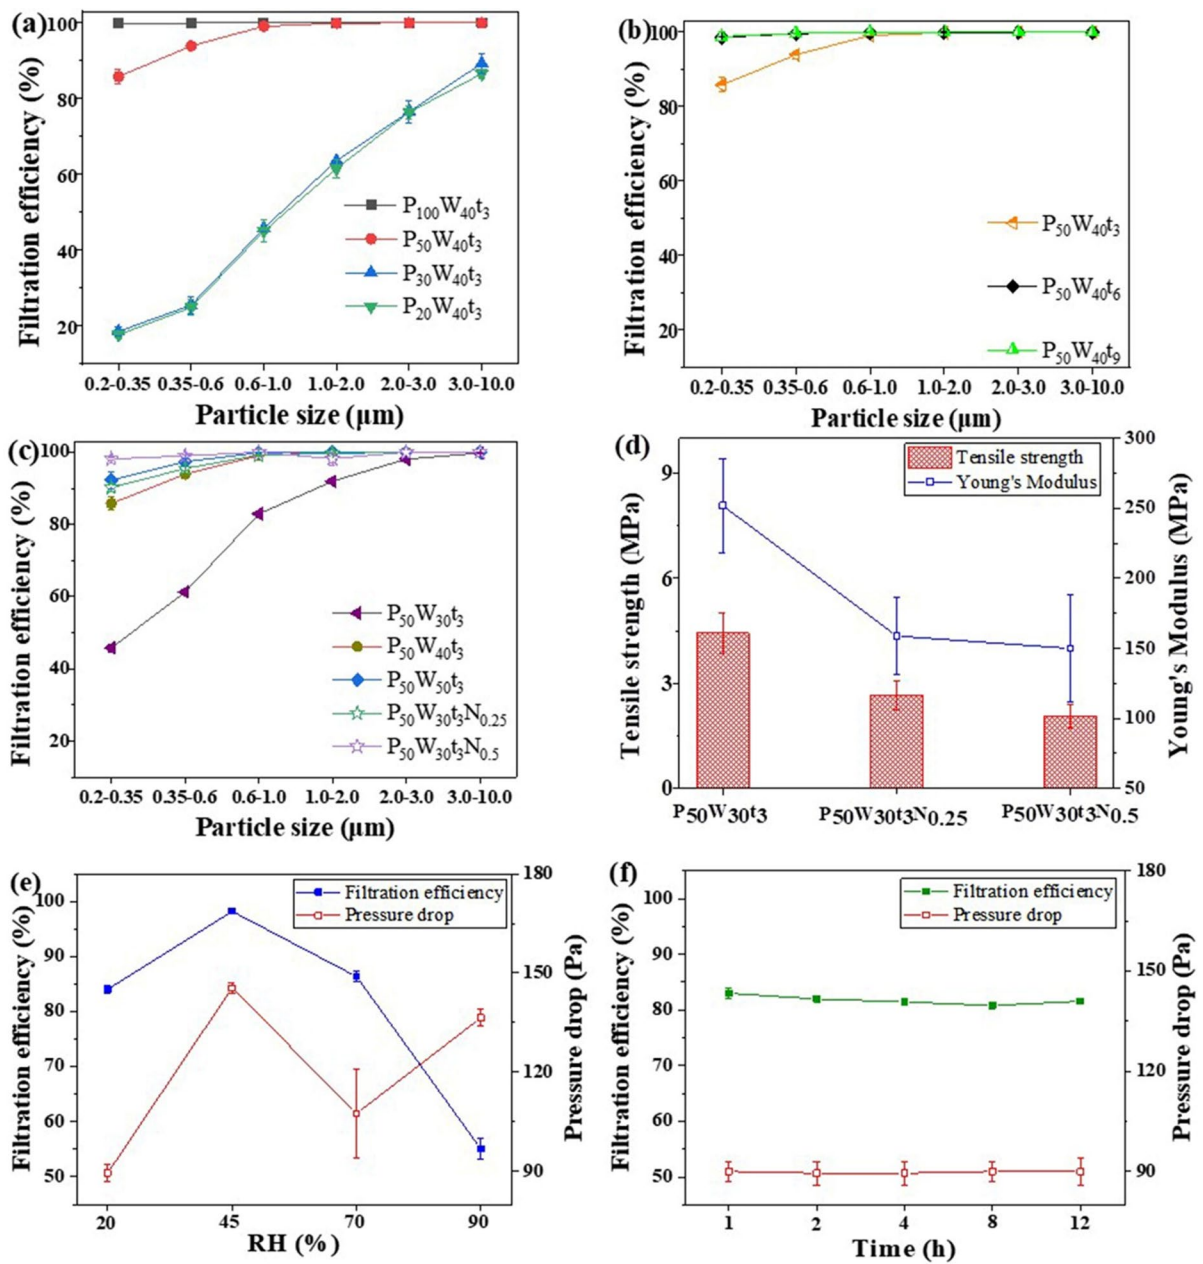 (a)
100
80
60
40
20
Filtration efficiency (%)
P100W40t3
P50W40t3
P30W40t3
P20W40t3
0.2-0.35 0.35-0.6 0.6-1.0 1.0-2.0 2.0-3.0 3.0-10.0
Particle size (μm)
(b)
100
80
60
40
20
Filtration efficiency (%)
P50W40t3
P50W40t6
P50W40t9
0.2-0.35 0.35-0.6 0.6-1.0 1.0-2.0 2.0-3.0 3.0-10.0
Particle size (μm)
(c)
100
80
60
40
20
Filtration efficiency (%)
P50W30t3
P50W40t3
P50W50t3
P50W30t3N0.25
P50W30t3N0.5
0.2-0.35 0.35-0.6 0.6-1.0 1.0-2.0 2.0-3.0 3.0-10.0
Particle size (μm)
(d)
9
6
3
0
Tensile strength (MPa)
Tensile strength
Young's Modulus
300
250
200
150
100
50
Young's Modulus (MPa)
P50W30t3 P50W30t3N0.25 P50W30t3N0.5
(e)
100
90
80
70
60
50
Filtration efficiency (%)
Filtration efficiency
Pressure drop
180
150
120
90
Pressure drop (Pa)
20 45 70 90
RH (%)
(f)
100
90
80
70
60
50
Filtration efficiency (%)
Filtration efficiency
Pressure drop
180
150
120
90
Pressure drop (Pa)
1 2 4 8 12
Time (h)